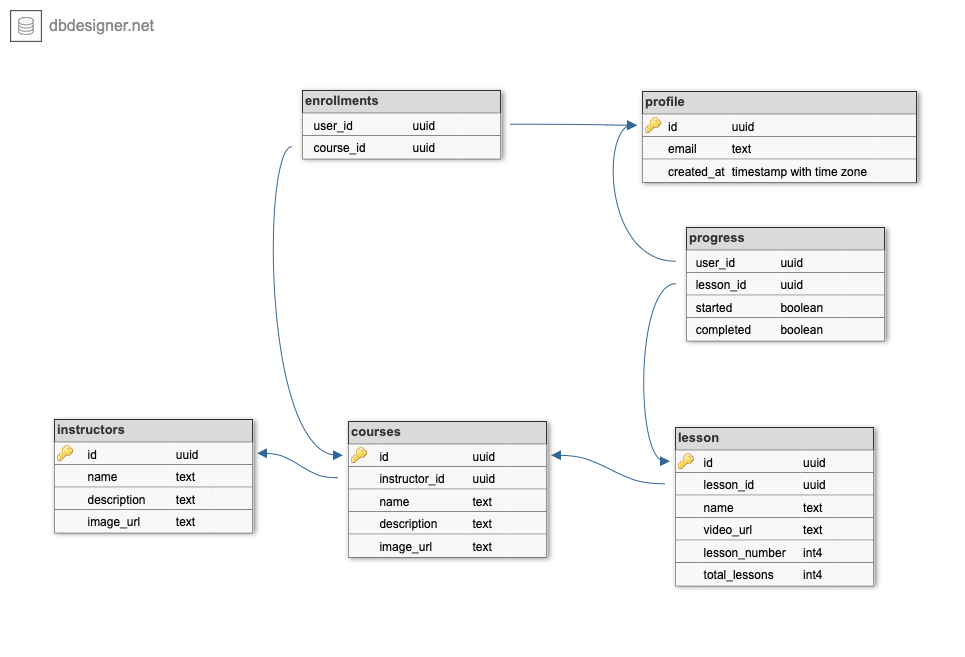 dbdesigner.net
enrollments
user_id uuid
course_id uuid
profile
id uuid
email text
created_at timestamp with time zone
progress
user_id uuid
lesson_id uuid
started boolean
completed boolean
instructors
id uuid
name text
description text
image_url text
courses
id uuid
instructor_id uuid
name text
description text
image_url text
lesson
id uuid
lesson_id uuid
name text
video_url text
lesson_number int4
total_lessons int4